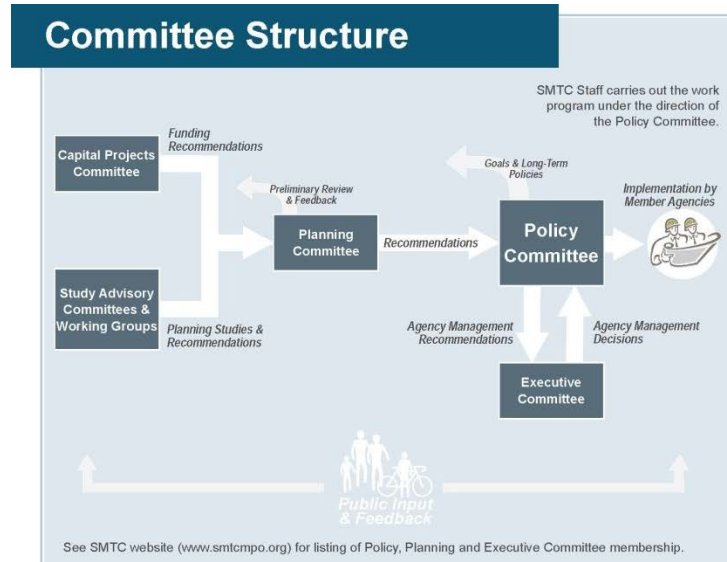 Committee Structure
SMTC Staff carries out the work
program under the direction of
the Policy Committee.
Funding
Recommendations
Capital Projects
Committee
Preliminary Review
& Feedback
Goals & Long-Term
Policies
Implementation by
Member Agencies
Planning
Committee
Recommendations
Policy
Committee
Study Advisory
Committees &
Working Groups
Planning Studies &
Recommendations
Agency Management
Recommendations
Agency Management
Decisions
Executive
Committee
Public Input
& Feedback
See SMTC website (www.smtcmpo.org) for listing of Policy, Planning and Executive Committee membership.